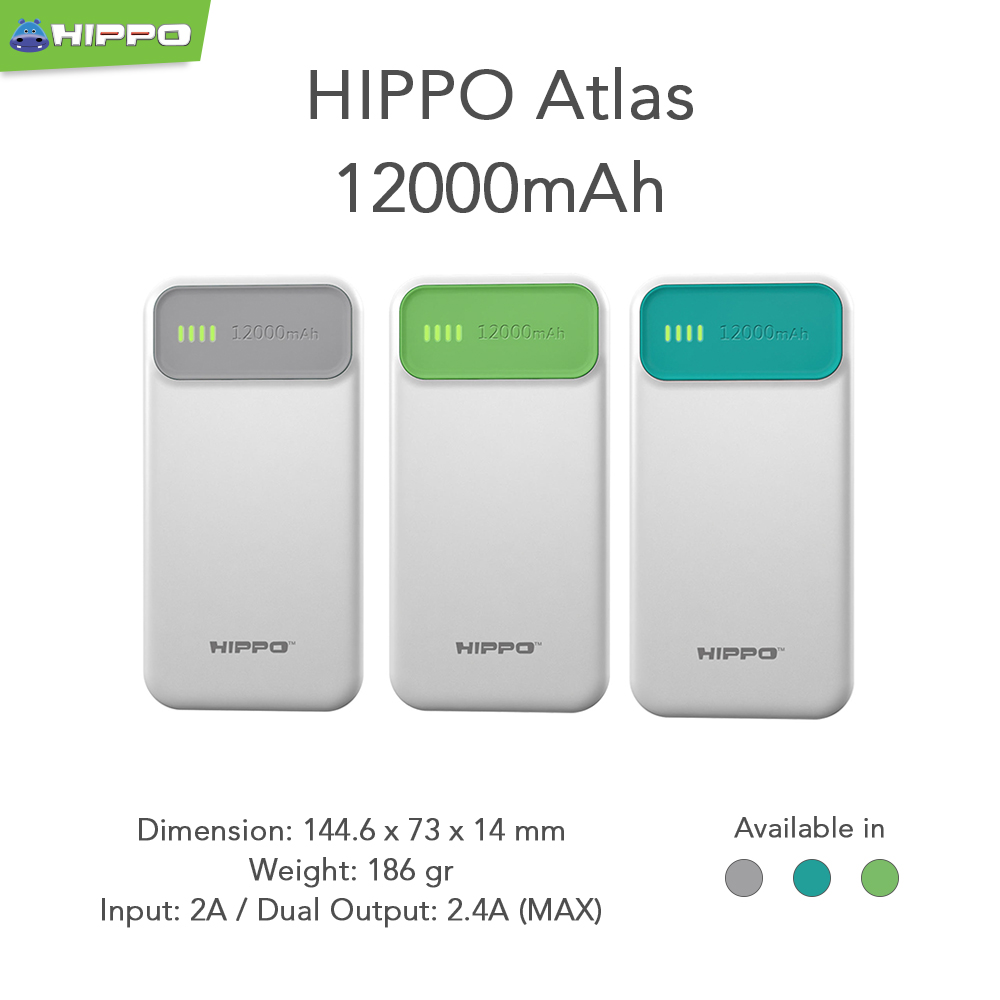 HIPPO
HIPPO Atlas
12000mAh
12000mAh
12000mAh
12000mAh
HIPPO™
HIPPO™
HIPPO™
Dimension: 144.6 x 73 x 14 mm
Weight: 186 gr
Input: 2A / Dual Output: 2.4A (MAX)
Available in